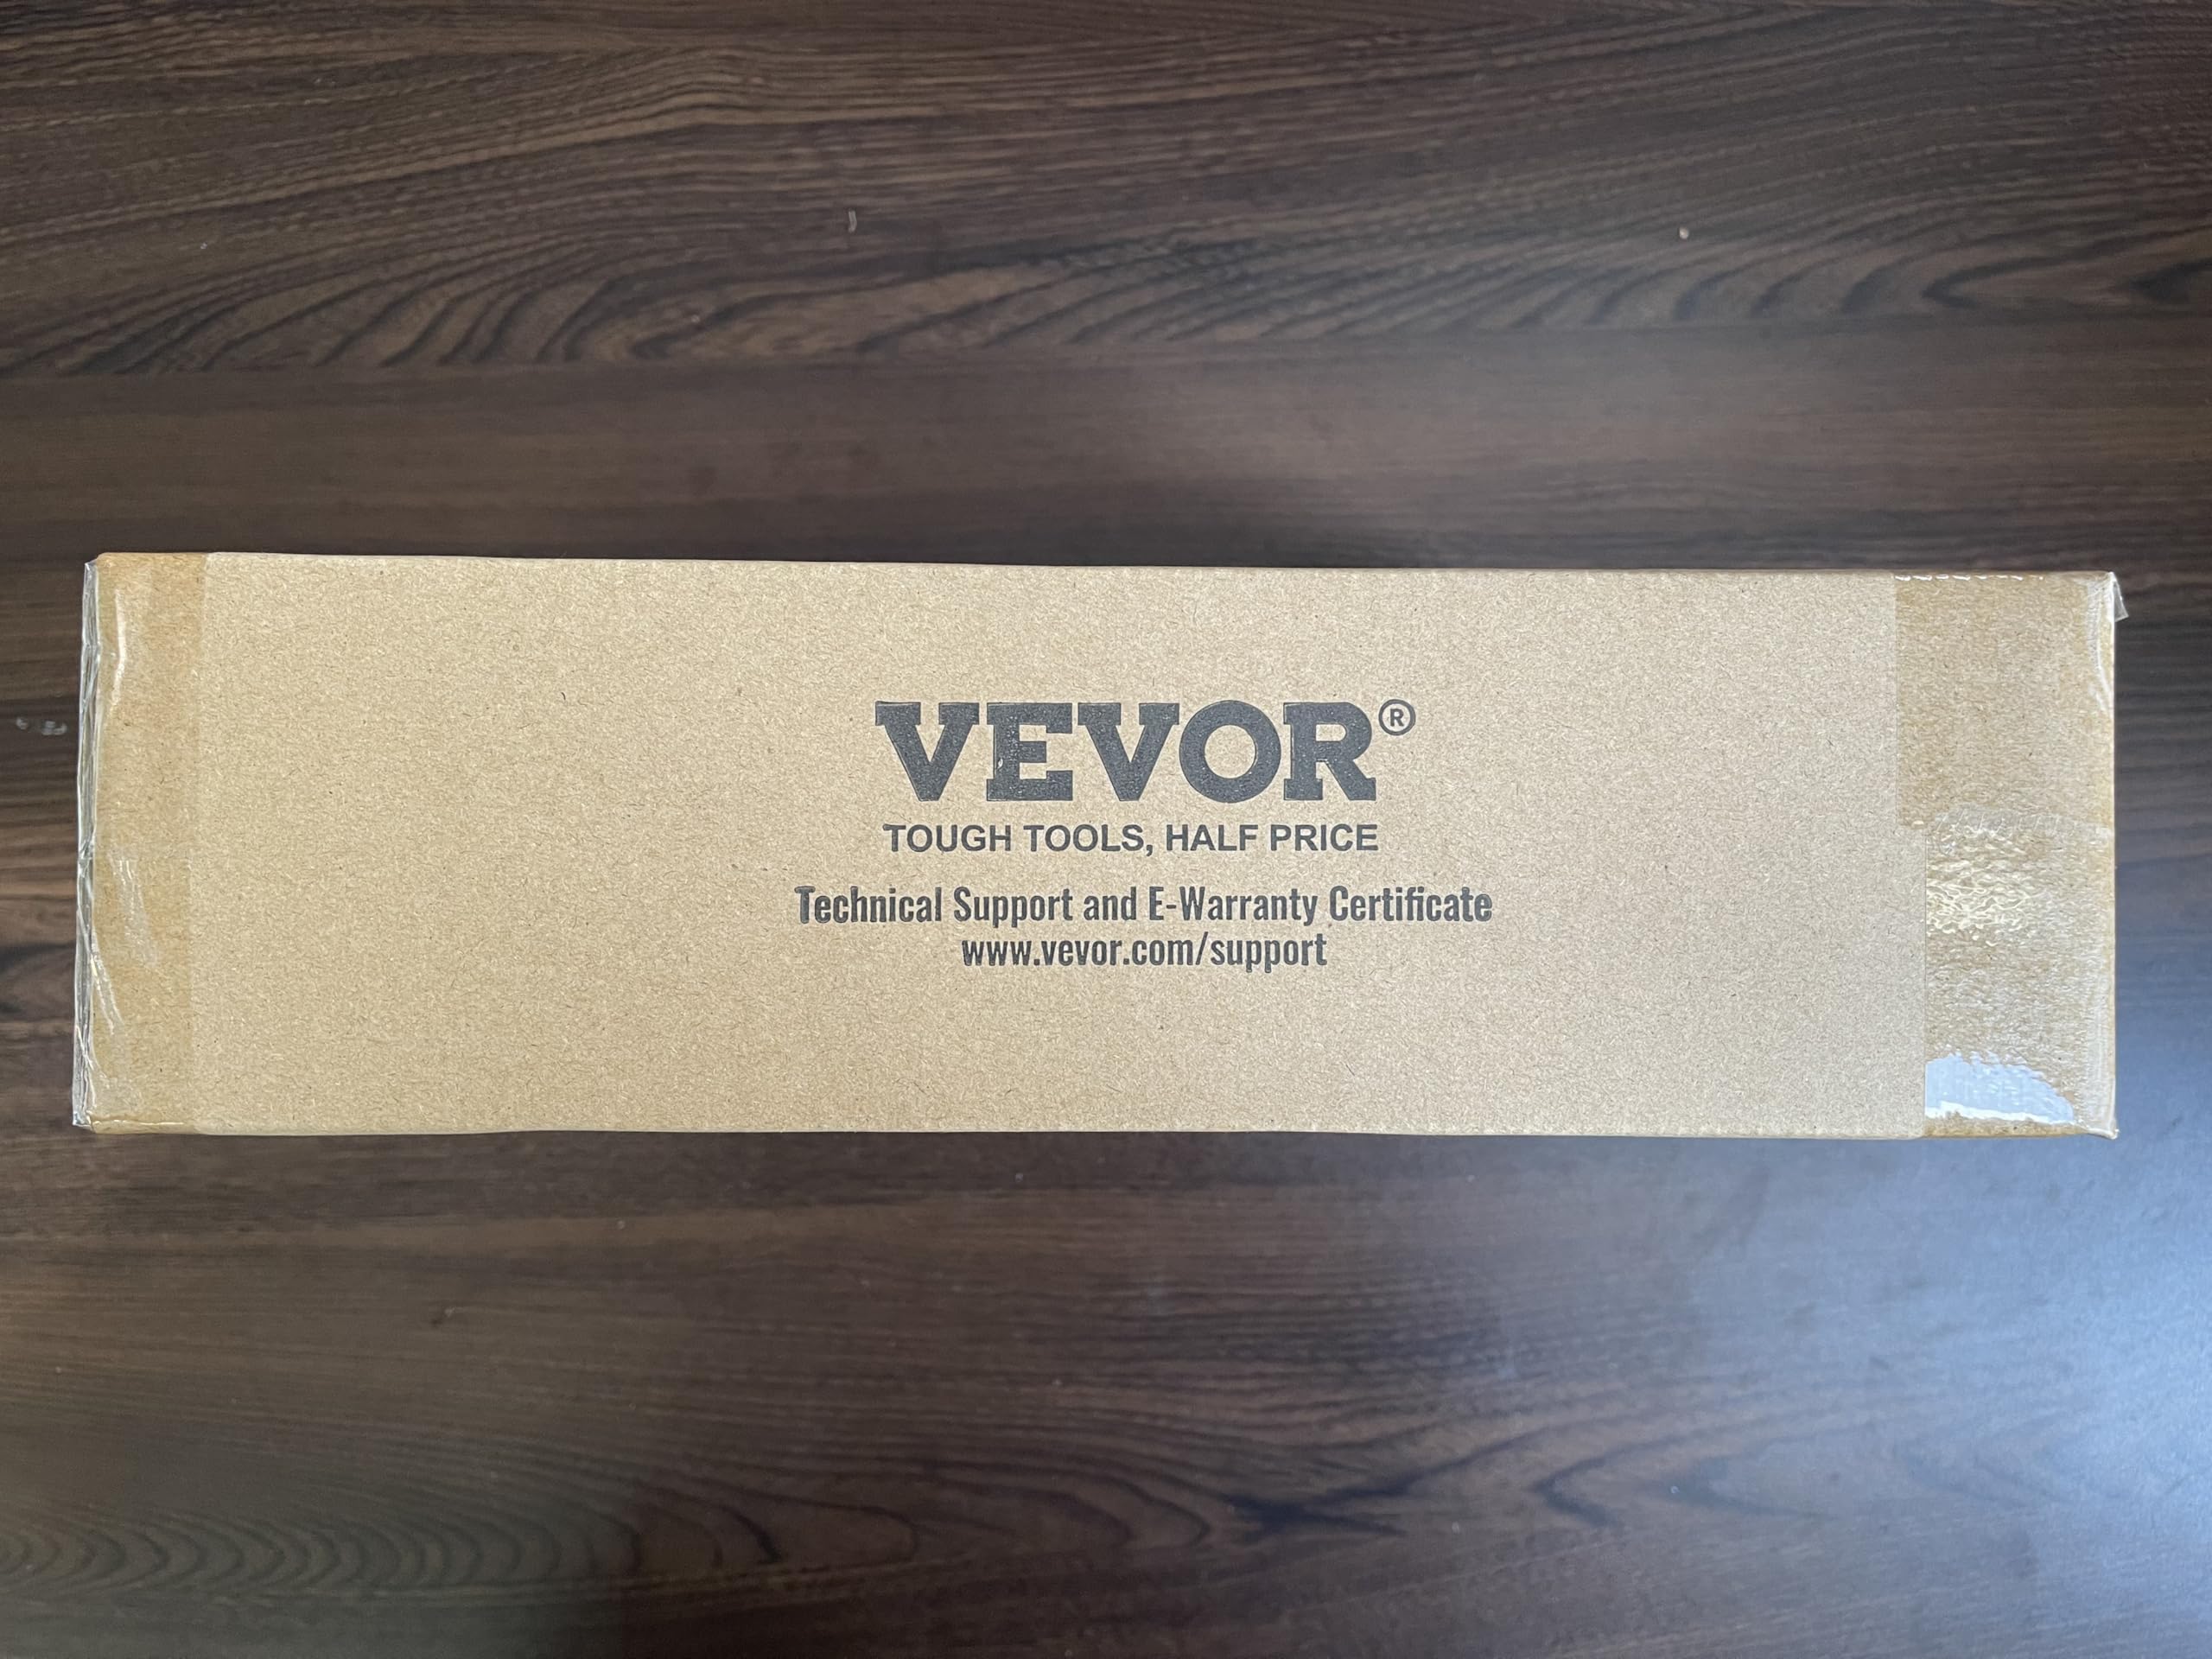 VEVOR®
TOUGH TOOLS, HALF PRICE
Technical Support and E-Warranty Certificate
www.vevor.com/support